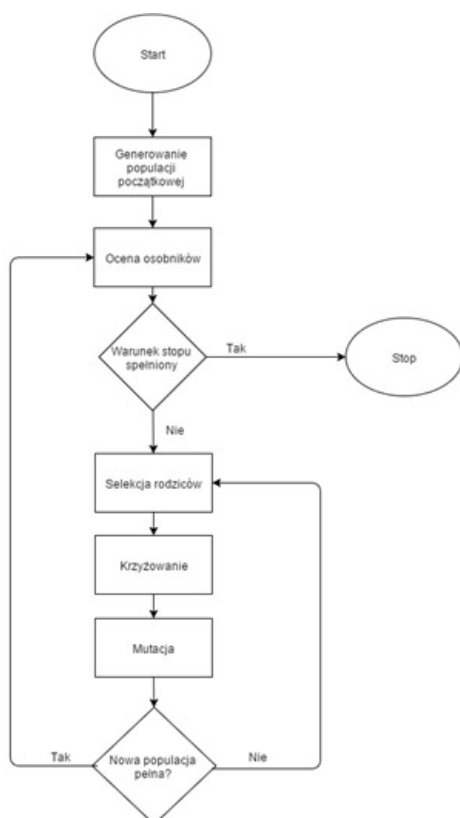 Start
Generowanie
populacji
początkowej
Ocena osobników
Warunek stopu
spełniony
Tak
Stop
Nie
Selekcja rodziców
Krzyżowanie
Mutacja
Tak
Nowa populacja
pełna?
Nie